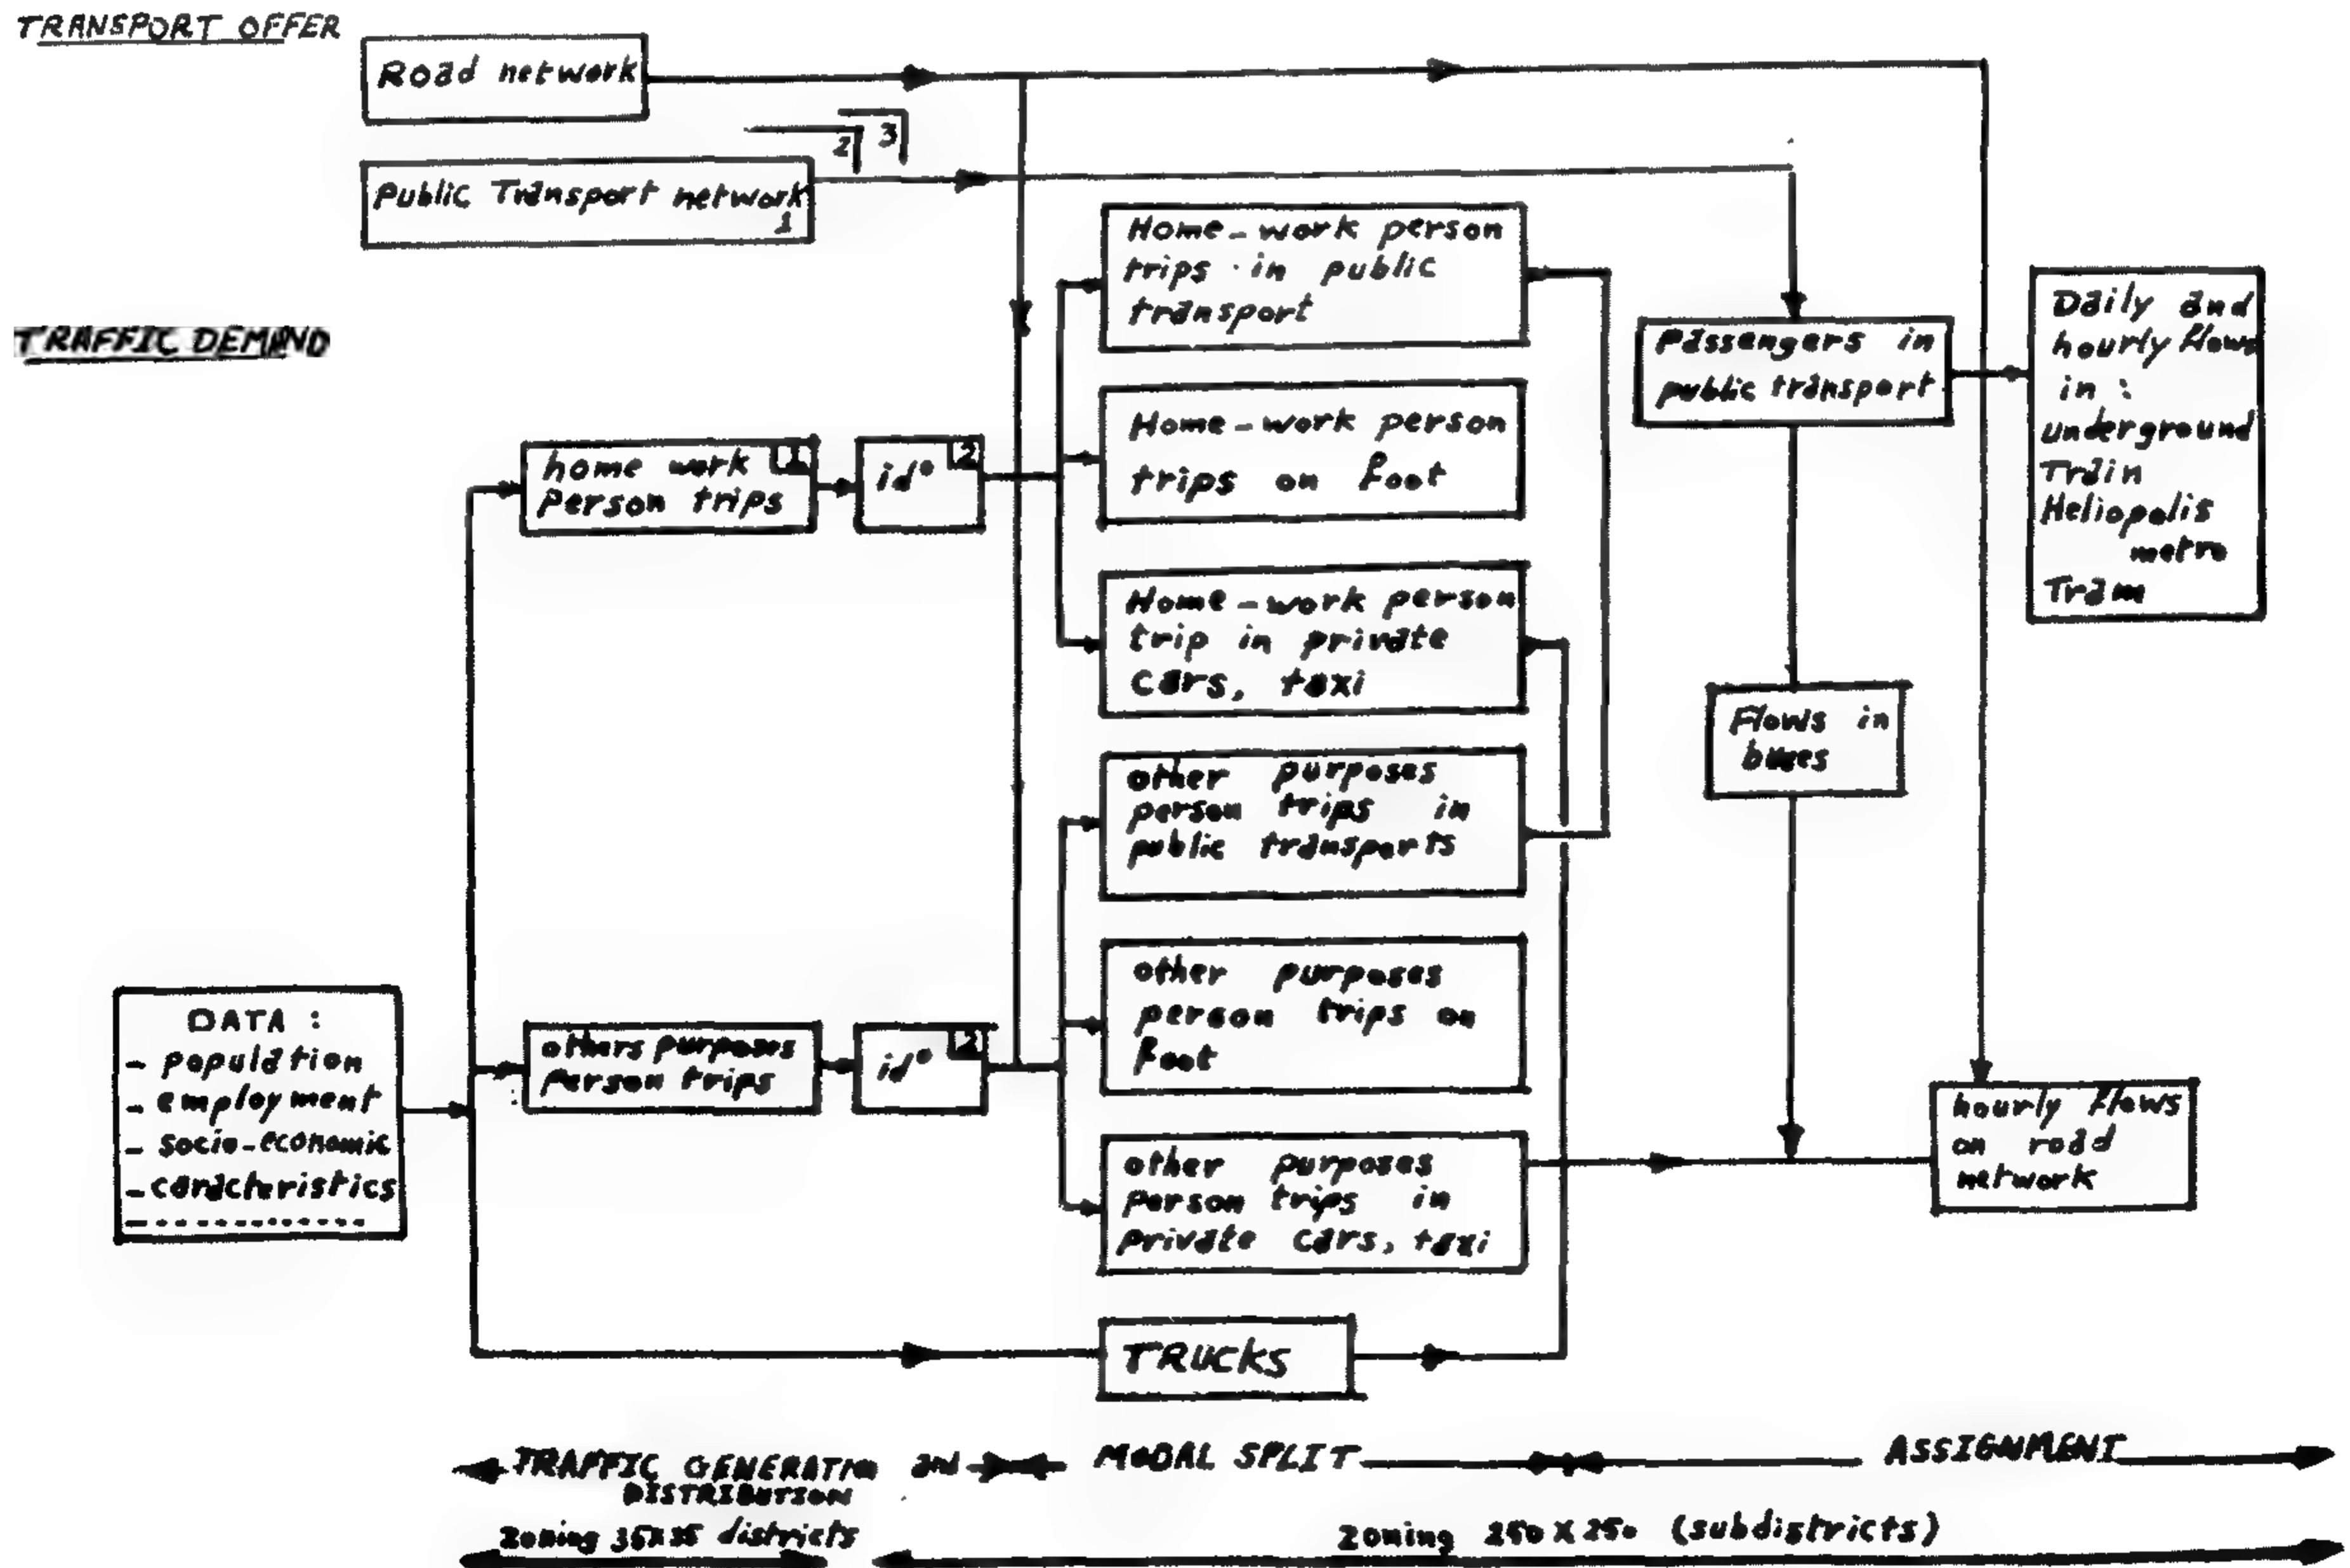 TRANSPORT OFFER
Road network
2 3
Public Transport network
1
TRAFFIC DEMAND
Home-work person
trips in public
transport
Home-work person
trips on foot
Home-work person
trip in private
cars, taxi
other purposes
person trips in
public transports
other purposes
person trips on
foot
other purposes
person trips in
private cars, taxi
TRUCKS
home work 1
person trips
id° 2
others purposes
person trips
id° 2
DATA :
- population
- employment
- socio-economic
- caracteristics
Passengers in
public transport
Flows in
buses
Daily and
hourly flows
in :
underground
Train
Heliopolis
metro
Tram
hourly flows
on road
network
TRAFFIC GENERATION and
DISTRIBUTION
MODAL SPLIT
ASSIGNMENT
Zoning 35x35 districts
Zoning 250 x 250 (subdistricts)